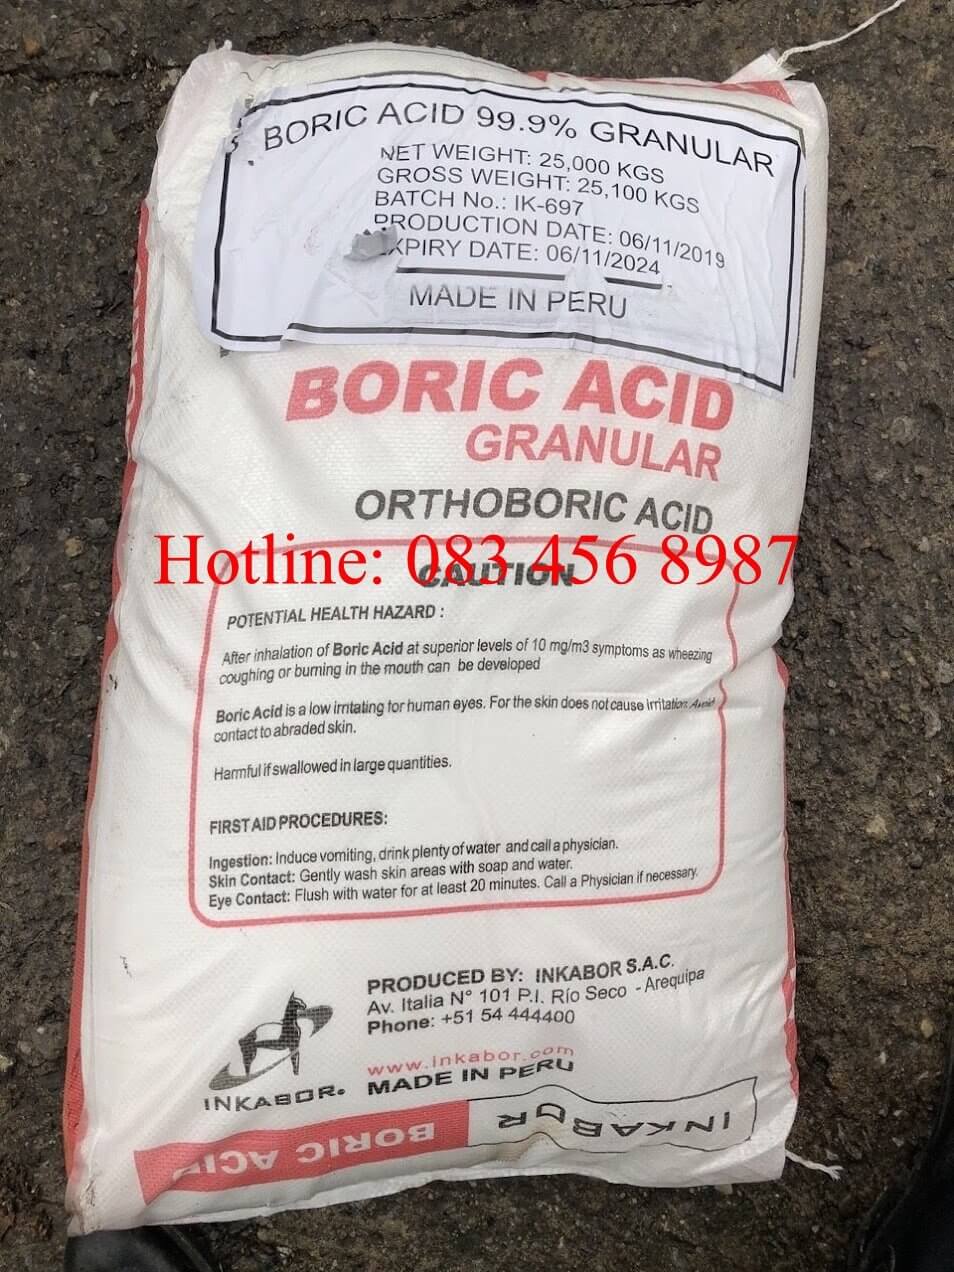 BORIC ACID 99.9% GRANULAR
NET WEIGHT: 25,000 KGS
GROSS WEIGHT: 25,100 KGS
BATCH No.: IK-697
PRODUCTION DATE: 06/11/2019
EXPIRY DATE: 06/11/2024
MADE IN PERU
BORIC ACID
GRANULAR
ORTHOBORIC ACID
Hotline: 083 456 8987
CAUTION
POTENTIAL HEALTH HAZARD :
After inhalation of Boric Acid at superior levels of 10 mg/m3 symptoms as wheezing
coughing or burning in the mouth can be developed
Boric Acid is a low irritating for human eyes. For the skin does not cause irritation. Avoid
contact to abraded skin.
Harmful if swallowed in large quantities.
FIRST AID PROCEDURES:
Ingestion: Induce vomiting, drink plenty of water and call a physician.
Skin Contact: Gently wash skin areas with soap and water.
Eye Contact: Flush with water for at least 20 minutes. Call a Physician if necessary.
PRODUCED BY: INKABOR S.A.C.
Av. Italia N° 101 P.I. Río Seco - Arequipa
Phone: +51 54 444400
www.inkabor.com
MADE IN PERU
INKABOR®
INKABOR
BORIC ACID